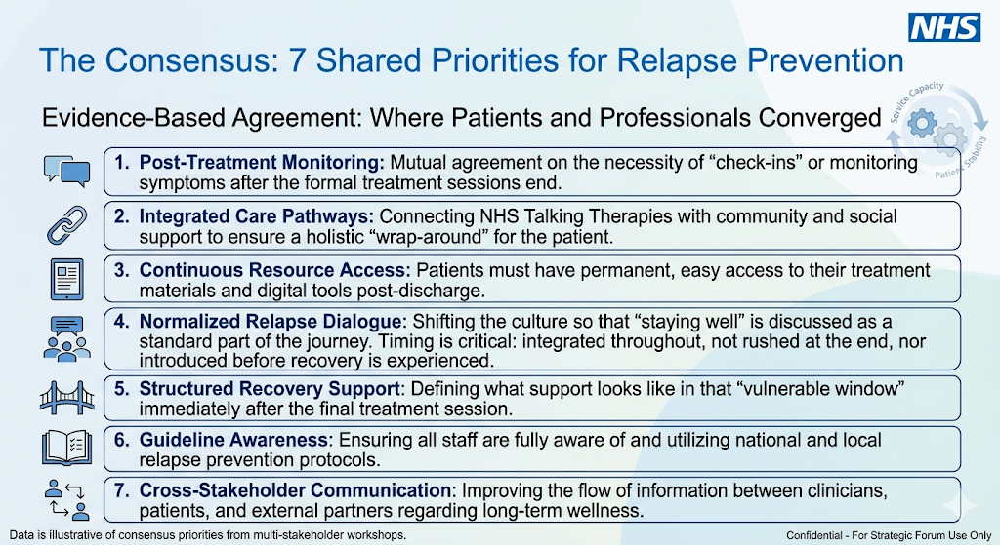 NHS
The Consensus: 7 Shared Priorities for Relapse Prevention
Evidence-Based Agreement: Where Patients and Professionals Converged
Service Capacity
Patient Stability
1. Post-Treatment Monitoring: Mutual agreement on the necessity of “check-ins” or monitoring
symptoms after the formal treatment sessions end.
2. Integrated Care Pathways: Connecting NHS Talking Therapies with community and social
support to ensure a holistic “wrap-around” for the patient.
3. Continuous Resource Access: Patients must have permanent, easy access to their treatment
materials and digital tools post-discharge.
4. Normalized Relapse Dialogue: Shifting the culture so that “staying well” is discussed as a
standard part of the journey. Timing is critical: integrated throughout, not rushed at the end, nor
introduced before recovery is experienced.
5. Structured Recovery Support: Defining what support looks like in that “vulnerable window”
immediately after the final treatment session.
6. Guideline Awareness: Ensuring all staff are fully aware of and utilizing national and local
relapse prevention protocols.
7. Cross-Stakeholder Communication: Improving the flow of information between clinicians,
patients, and external partners regarding long-term wellness.
Data is illustrative of consensus priorities from multi-stakeholder workshops.
Confidential - For Strategic Forum Use Only